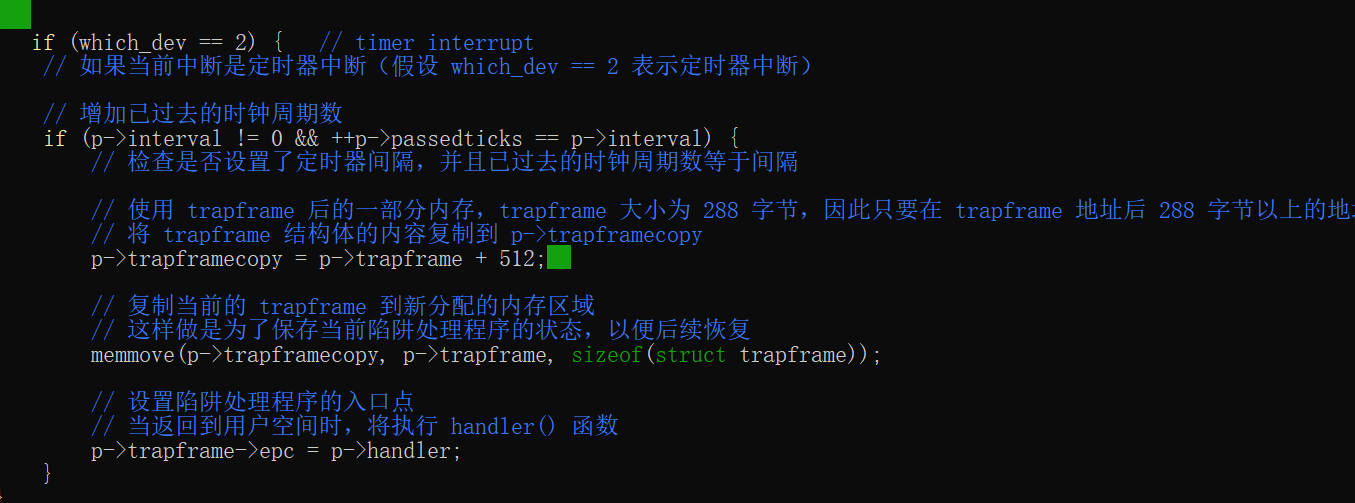 if (which_dev == 2) {   // timer interrupt
// 如果当前中断是定时器中断（假设 which_dev == 2 表示定时器中断）
// 增加已过去的时钟周期数
if (p->interval != 0 && ++p->passedticks == p->interval) {
// 检查是否设置了定时器间隔，并且已过去的时钟周期数等于间隔
// 使用 trapframe 后的一部分内存，trapframe 大小为 288 字节，因此只要在 trapframe 地址后 288 字节以上的地
// 将 trapframe 结构体的内容复制到 p->trapframecopy
p->trapframecopy = p->trapframe + 512;
// 复制当前的 trapframe 到新分配的内存区域
// 这样做是为了保存当前陷阱处理程序的状态，以便后续恢复
memmove(p->trapframecopy, p->trapframe, sizeof(struct trapframe));
// 设置陷阱处理程序的入口点
// 当返回到用户空间时，将执行 handler() 函数
p->trapframe->epc = p->handler;
}